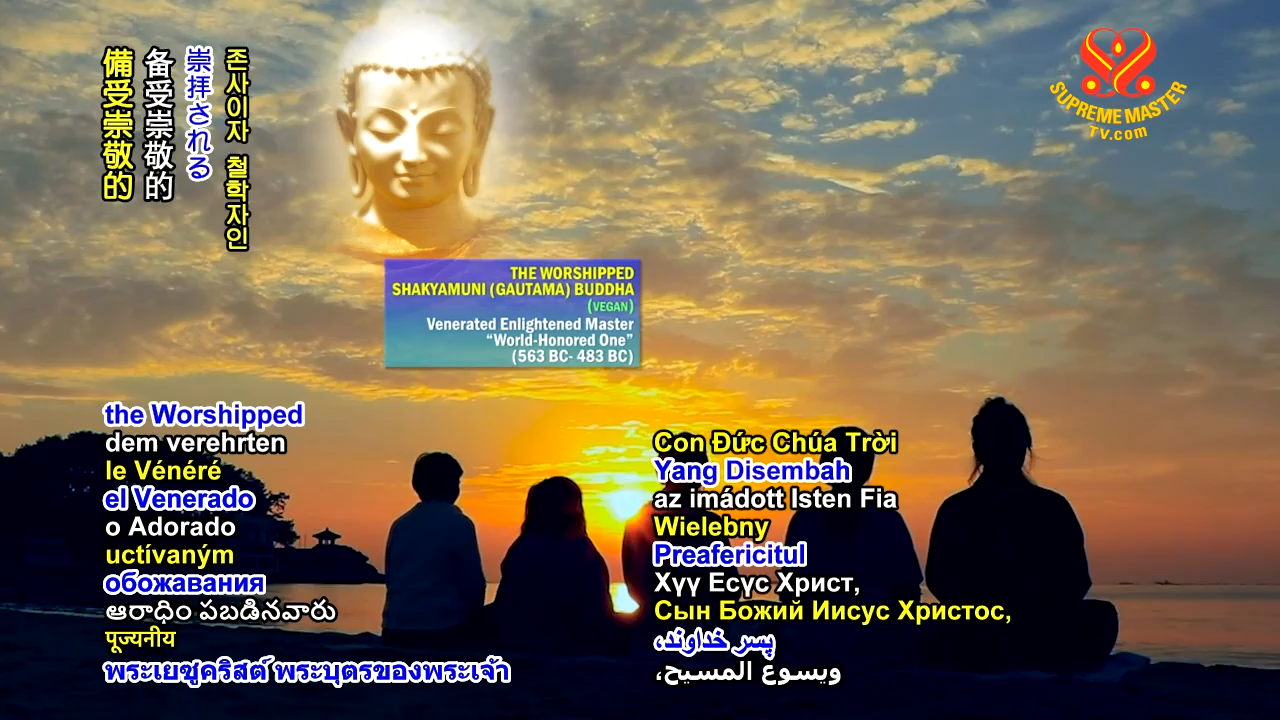 備受崇敬的
备受崇敬的
崇拝される
존사이자 철학자인
SUPREME MASTER
TV.com
THE WORSHIPPED
SHAKYAMUNI (GAUTAMA) BUDDHA
(VEGAN)
Venerated Enlightened Master
“World-Honored One”
(563 BC- 483 BC)
the Worshipped
dem verehrten
le Vénéré
el Venerado
o Adorado
uctívaným
обожавания
ఆరాధిం పబడినవారు
पूज्यनीय
พระเยซูคริสต์ พระบุตรของพระเจ้า
Con Đức Chúa Trời
Yang Disembah
az imádott Isten Fia
Wielebny
Preafericitul
Хүү Есүс Христ,
Сын Божий Иисус Христос,
پسر خداوند،
ويسوع المسيح،